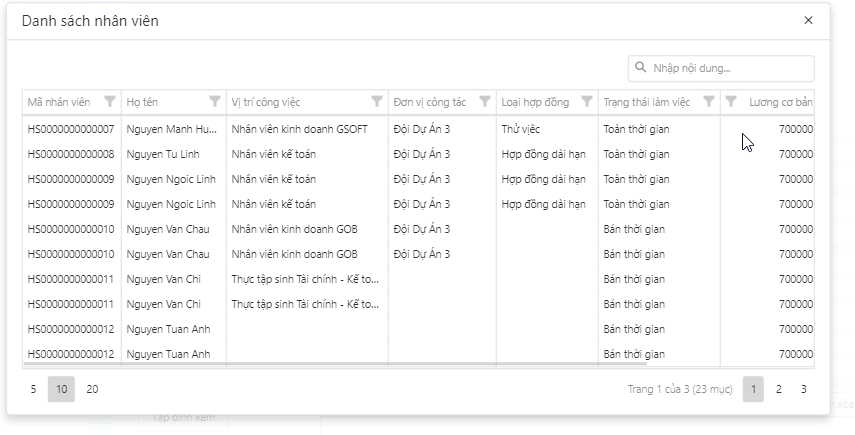 Danh sách nhân viên
Nhập nội dung...
Mã nhân viên Họ tên Vị trí công việc Đơn vị công tác Loại hợp đồng Trạng thái làm việc Lương cơ bản
HS0000000000007 Nguyen Manh Hu... Nhân viên kinh doanh GSOFT Đội Dự Án 3 Thử việc Toàn thời gian 700000
HS0000000000008 Nguyen Tu Linh Nhân viên kế toán Đội Dự Án 3 Hợp đồng dài hạn Toàn thời gian 700000
HS0000000000009 Nguyen Ngoic Linh Nhân viên kế toán Đội Dự Án 3 Hợp đồng dài hạn Toàn thời gian 700000
HS0000000000009 Nguyen Ngoic Linh Nhân viên kế toán Đội Dự Án 3 Hợp đồng dài hạn Toàn thời gian 700000
HS0000000000010 Nguyen Van Chau Nhân viên kinh doanh GOB Đội Dự Án 3 Bán thời gian 700000
HS0000000000010 Nguyen Van Chau Nhân viên kinh doanh GOB Đội Dự Án 3 Bán thời gian 700000
HS0000000000011 Nguyen Van Chi Thực tập sinh Tài chính - Kế to... Bán thời gian 700000
HS0000000000011 Nguyen Van Chi Thực tập sinh Tài chính - Kế to... Bán thời gian 700000
HS0000000000012 Nguyen Tuan Anh Bán thời gian 700000
HS0000000000012 Nguyen Tuan Anh Bán thời gian 700000
5 10 20 Trang 1 của 3 (23 mục) 1 2 3
xóa